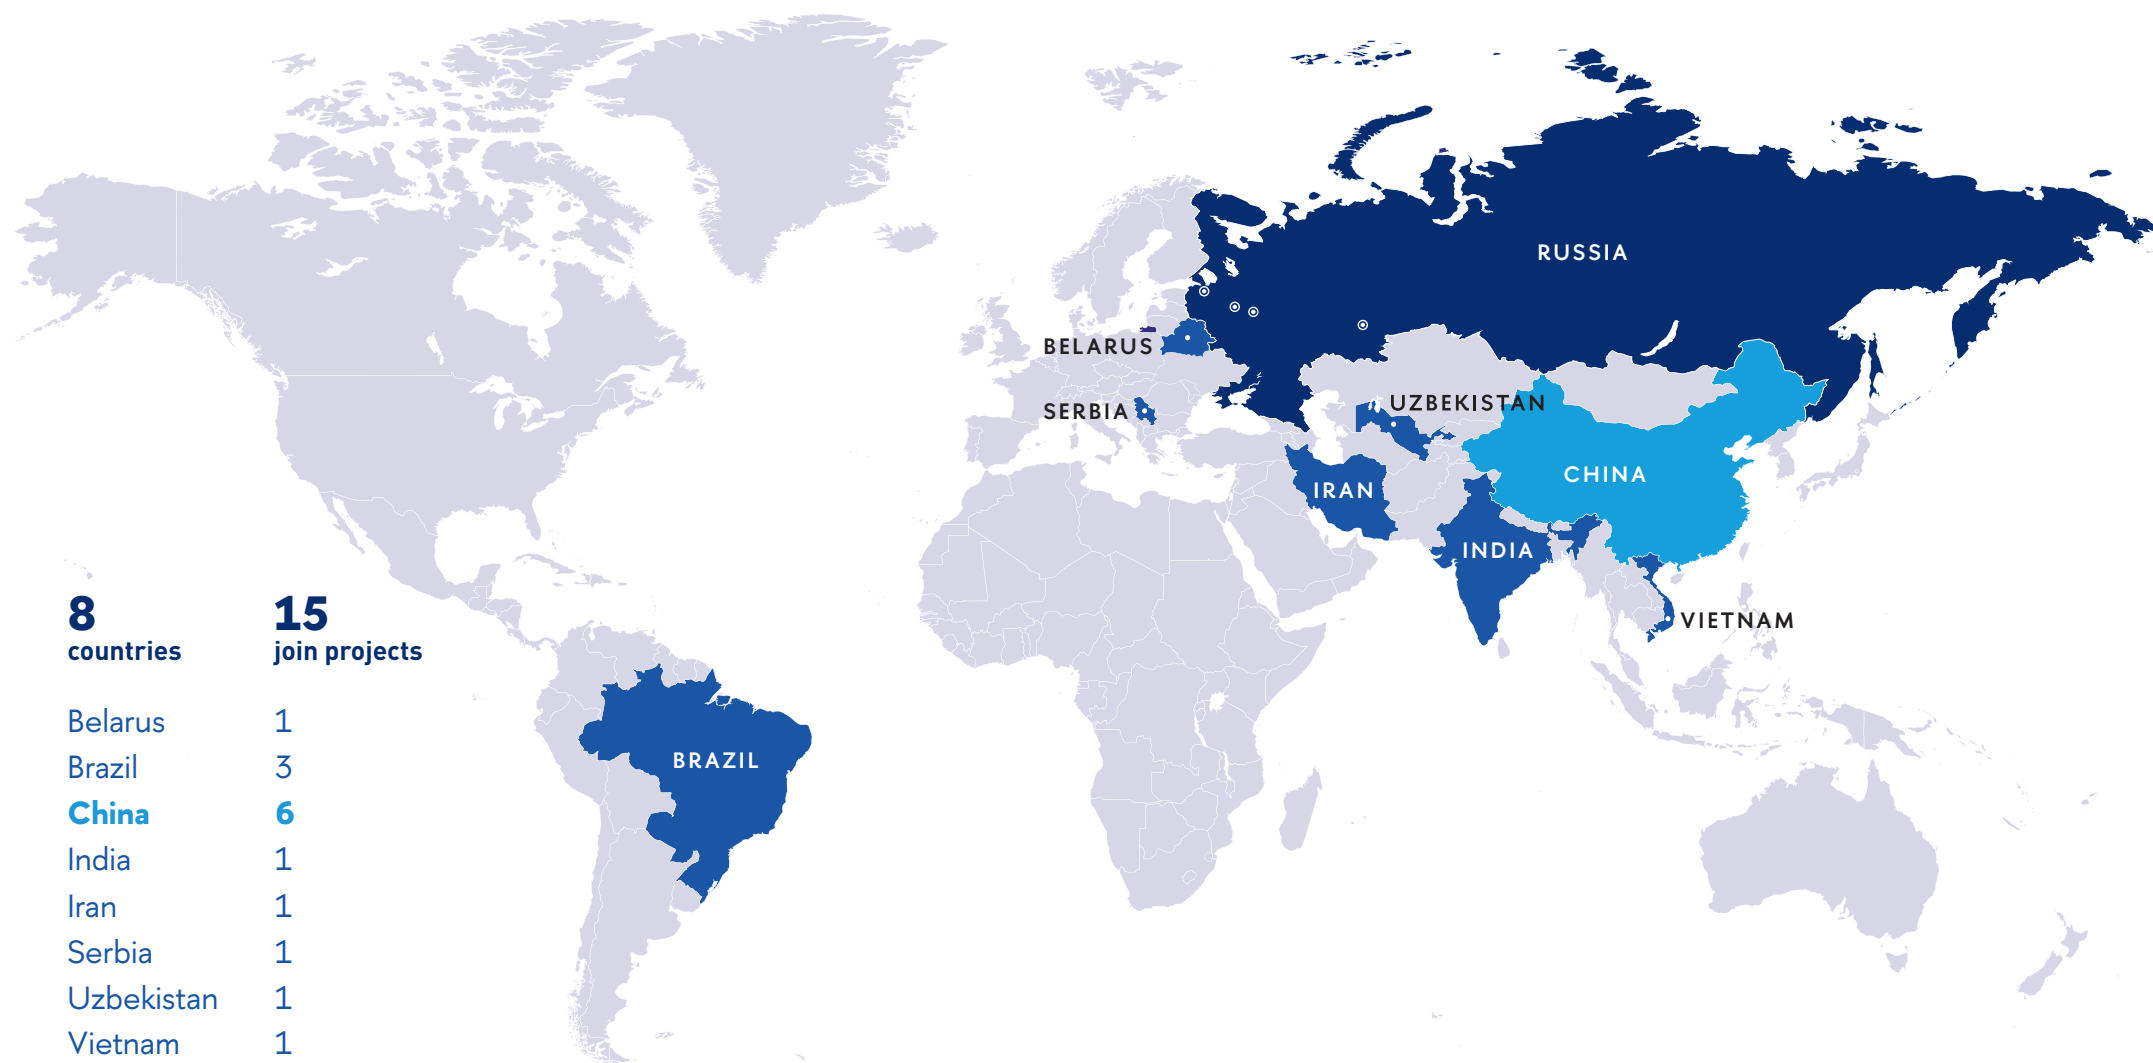 RUSSIA
BELARUS
UZBEKISTAN
SERBIA
CHINA
IRAN
INDIA
VIETNAM
BRAZIL
8 15
countries join projects
Belarus 1
Brazil 3
China 6
India 1
Iran 1
Serbia 1
Uzbekistan 1
Vietnam 1